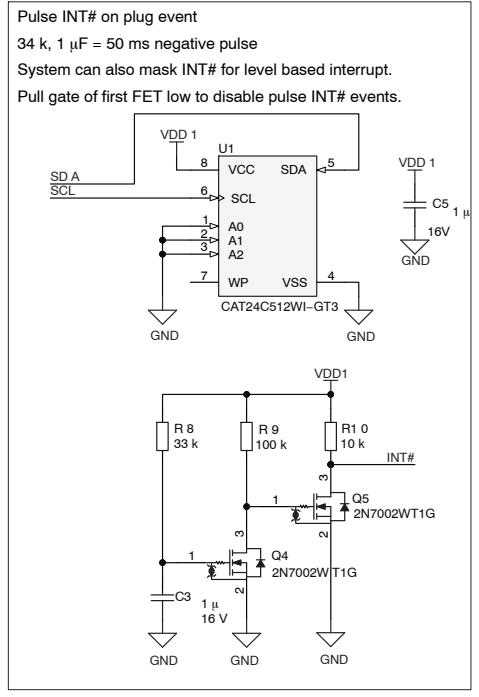 Pulse INT# on plug event
34 k, 1 μF = 50 ms negative pulse
System can also mask INT# for level based interrupt.
Pull gate of first FET low to disable pulse INT# events.
VDD 1
U1
8 VCC SDA 5
VDD 1
SD A
SCL
6 SCL
C5 1 μ
16V
1 A0
2 A1
3 A2
GND
7 WP VSS 4
CAT24C512WI−GT3
GND
GND
VDD1
R 8
33 k
R 9
100 k
R1 0
10 k
INT#
3
1
Q5
2N7002WT1G
2
3
1
Q4
2N7002W T1G
2
C3
1 μ
16 V
GND
GND
GND